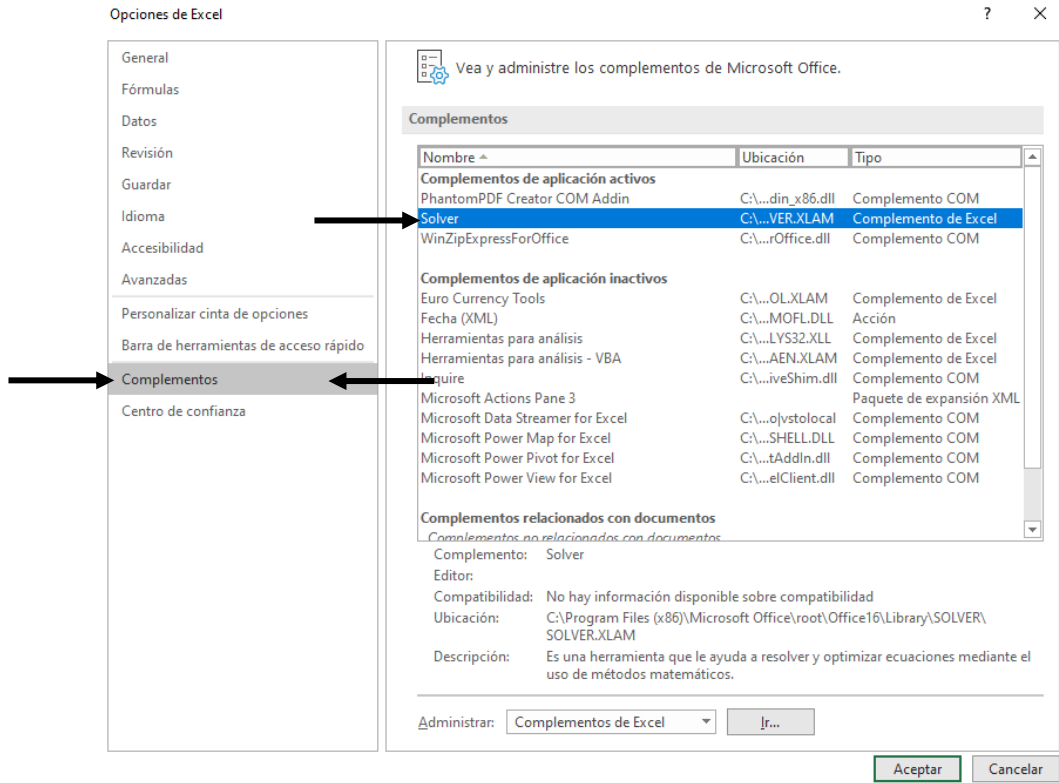 Opciones de Excel ? ×
General
Fórmulas
Datos
Revisión
Guardar
Idioma
Accesibilidad
Avanzadas
Personalizar cinta de opciones
Barra de herramientas de acceso rápido
Complementos
Centro de confianza
Vea y administre los complementos de Microsoft Office.
Complementos
Nombre Ubicación Tipo
Complementos de aplicación activos
PhantomPDF Creator COM Addin C:\...din_x86.dll Complemento COM
Solver C:\...VER.XLAM Complemento de Excel
WinZipExpressForOffice C:\...rOffice.dll Complemento COM
Complementos de aplicación inactivos
Euro Currency Tools C:\...OL.XLAM Complemento de Excel
Fecha (XML) C:\...MOFL.DLL Acción
Herramientas para análisis C:\...LYS32.XLL Complemento de Excel
Herramientas para análisis - VBA C:\...AEN.XLAM Complemento de Excel
Inquire C:\...iveShim.dll Complemento COM
Microsoft Actions Pane 3 Paquete de expansión XML
Microsoft Data Streamer for Excel C:\...o|vstolocal Complemento COM
Microsoft Power Map for Excel C:\...SHELL.DLL Complemento COM
Microsoft Power Pivot for Excel C:\...tAddIn.dll Complemento COM
Microsoft Power View for Excel C:\...elClient.dll Complemento COM
Complementos relacionados con documentos
Complementos no relacionados con documentos
Complemento: Solver
Editor:
Compatibilidad: No hay información disponible sobre compatibilidad
Ubicación: C:\Program Files (x86)\Microsoft Office\root\Office16\Library\SOLVER\
SOLVER.XLAM
Descripción: Es una herramienta que le ayuda a resolver y optimizar ecuaciones mediante el
uso de métodos matemáticos.
Administrar: Complementos de Excel Ir...
Aceptar Cancelar